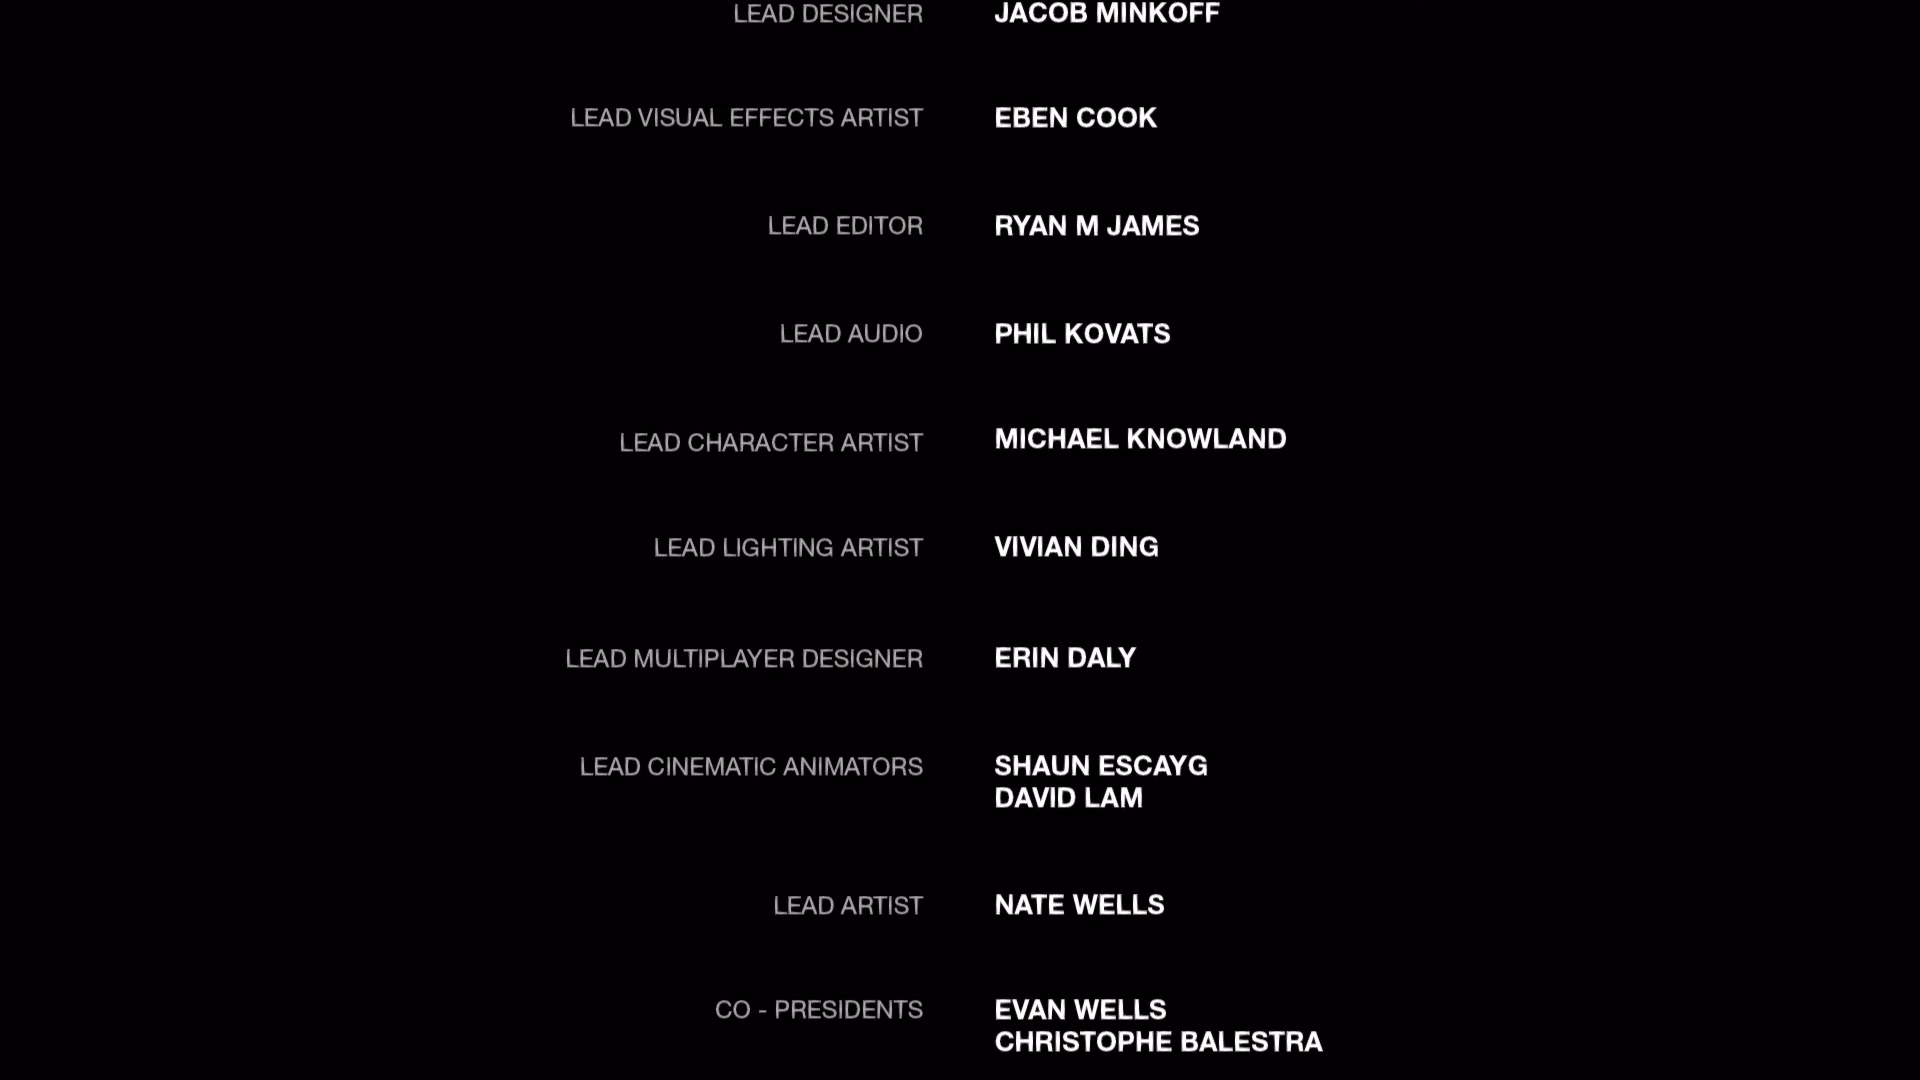 LEAD DESIGNER JACOB MINKOFF
LEAD VISUAL EFFECTS ARTIST EBEN COOK
LEAD EDITOR RYAN M JAMES
LEAD AUDIO PHIL KOVATS
LEAD CHARACTER ARTIST MICHAEL KNOWLAND
LEAD LIGHTING ARTIST VIVIAN DING
LEAD MULTIPLAYER DESIGNER ERIN DALY
LEAD CINEMATIC ANIMATORS SHAUN ESCAYG
DAVID LAM
LEAD ARTIST NATE WELLS
CO - PRESIDENTS EVAN WELLS
CHRISTOPHE BALESTRA